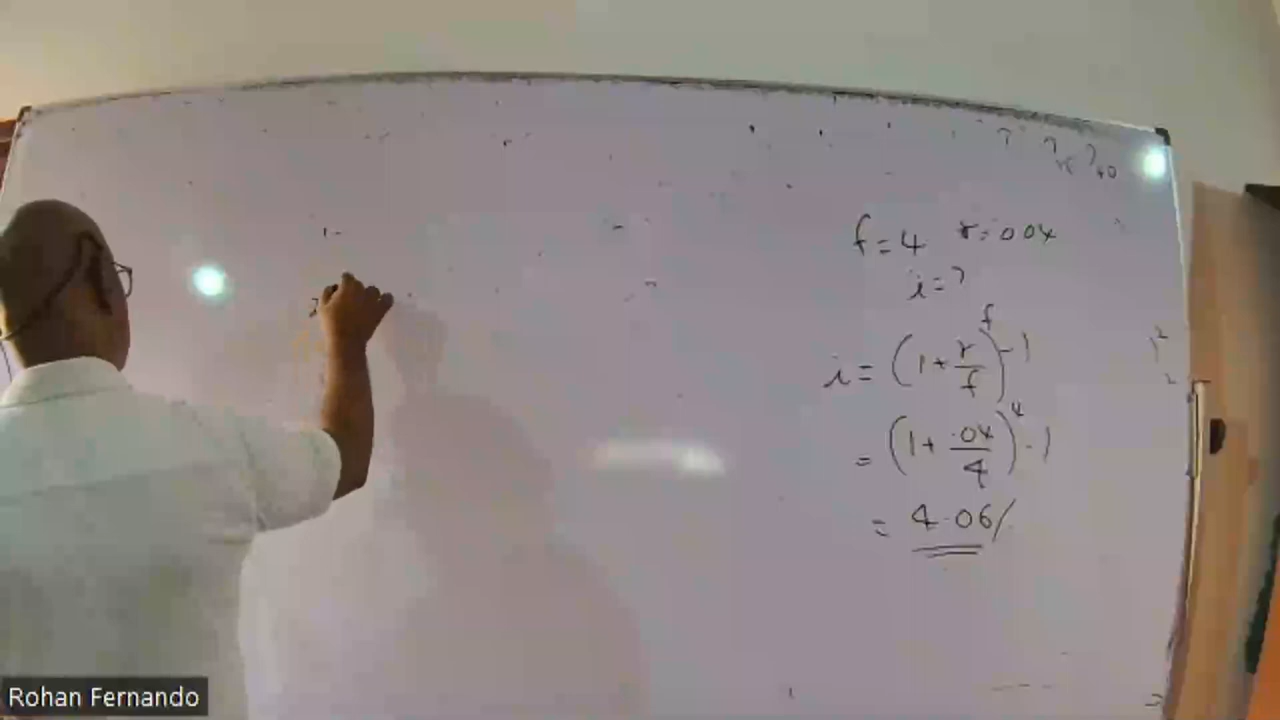 f = 4 r = 0.04
i = ?
i = (1 + r/f)^f - 1
= (1 + .04/4)^4 - 1
= 4.06%
Rohan Fernando